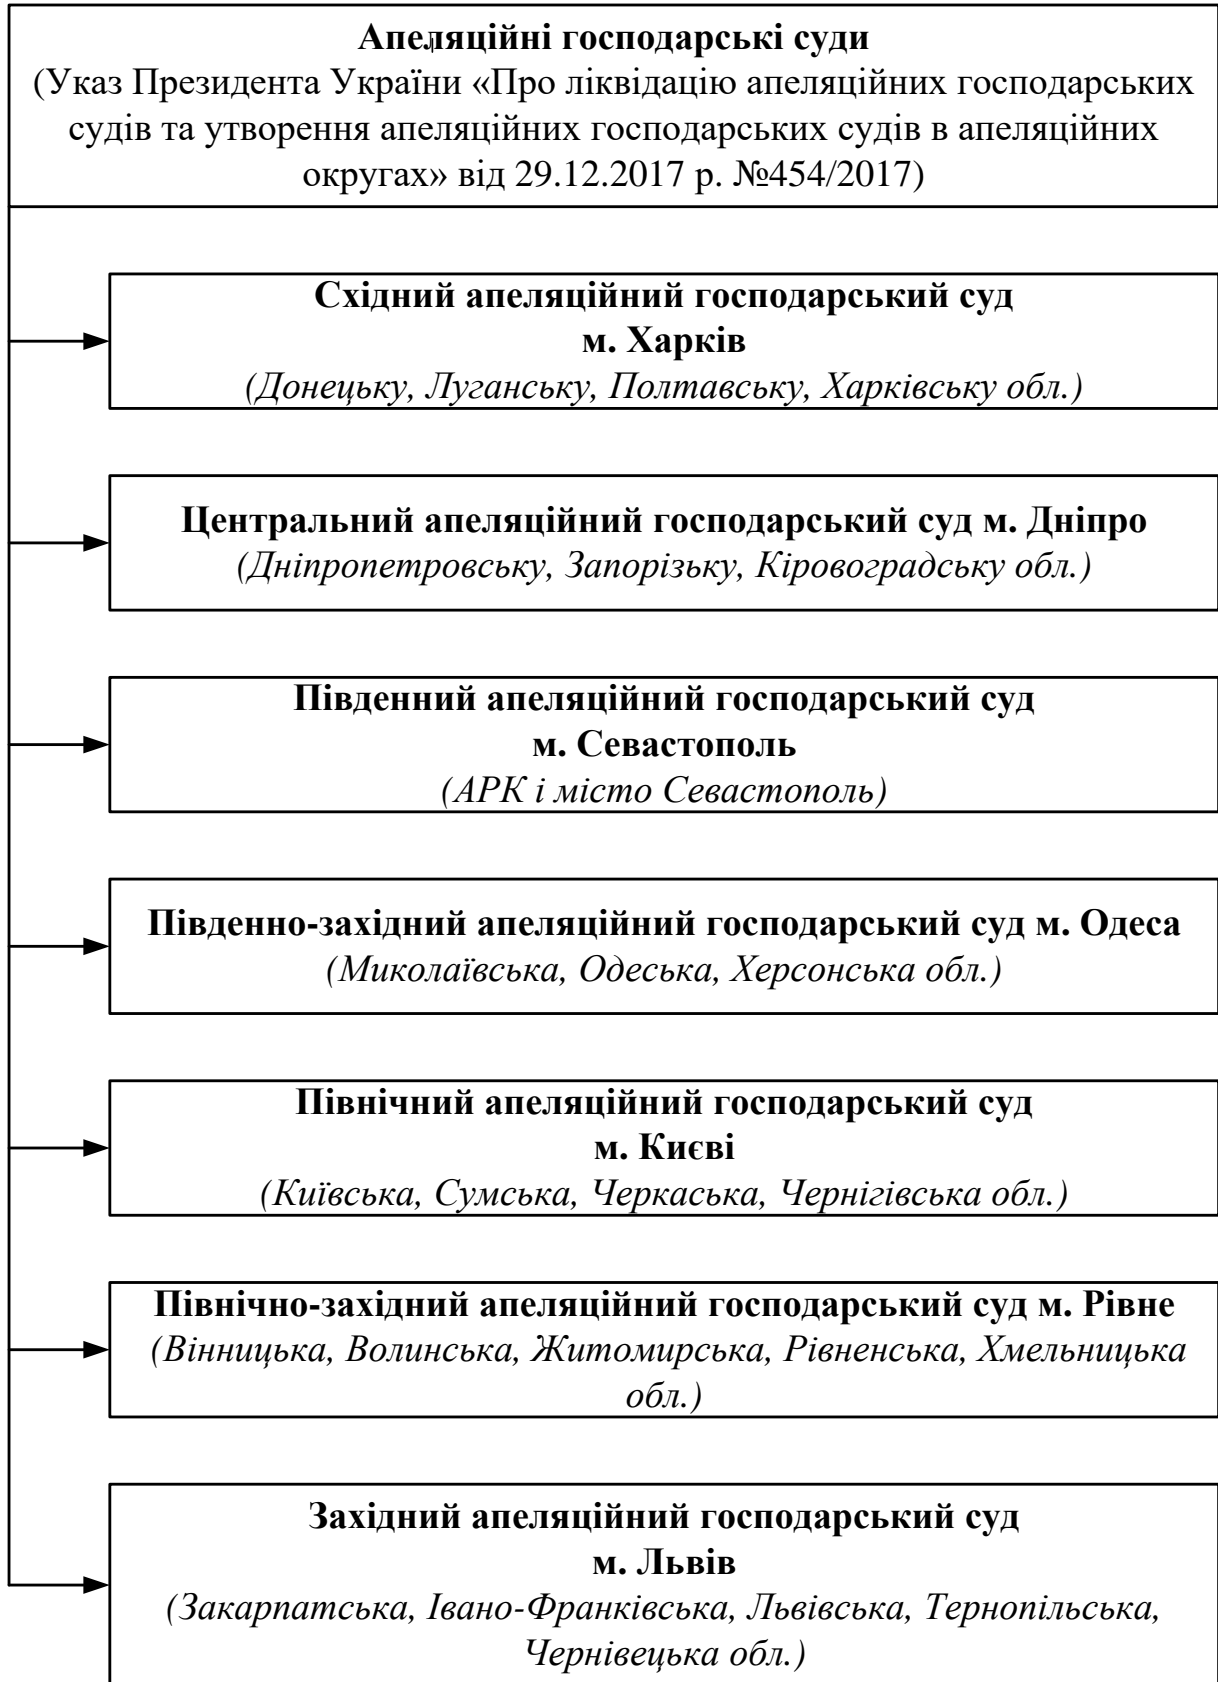 Апеляційні господарські суди
(Указ Президента України «Про ліквідацію апеляційних господарських
судів та утворення апеляційних господарських судів в апеляційних
округах» від 29.12.2017 р. №454/2017)
Східний апеляційний господарський суд
м. Харків
(Донецьку, Луганську, Полтавську, Харківську обл.)
Центральний апеляційний господарський суд м. Дніпро
(Дніпропетровську, Запорізьку, Кіровоградську обл.)
Південний апеляційний господарський суд
м. Севастополь
(АРК і місто Севастополь)
Південно-західний апеляційний господарський суд м. Одеса
(Миколаївська, Одеська, Херсонська обл.)
Північний апеляційний господарський суд
м. Києві
(Київська, Сумська, Черкаська, Чернігівська обл.)
Північно-західний апеляційний господарський суд м. Рівне
(Вінницька, Волинська, Житомирська, Рівненська, Хмельницька
обл.)
Західний апеляційний господарський суд
м. Львів
(Закарпатська, Івано-Франківська, Львівська, Тернопільська,
Чернівецька обл.)